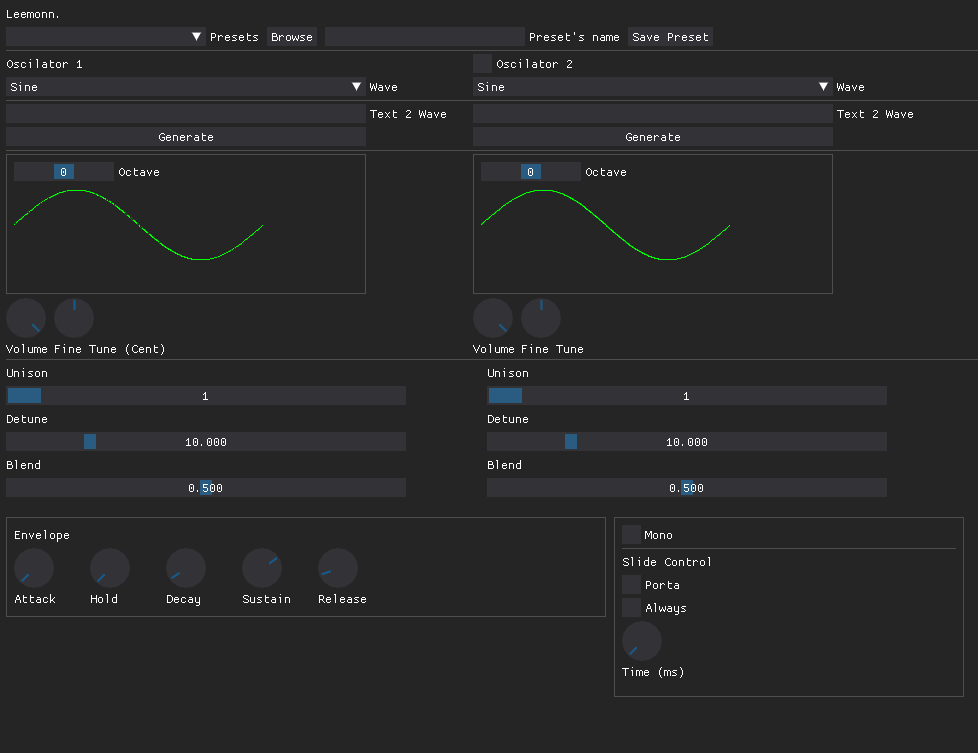 Leemonn.
Presets Browse Preset's name Save Preset
Oscilator 1 Oscilator 2
Sine Wave Sine Wave
Text 2 Wave Text 2 Wave
Generate Generate
0 Octave 0 Octave
Volume Fine Tune (Cent) Volume Fine Tune
Unison Unison
1 1
Detune Detune
10.000 10.000
Blend Blend
0.500 0.500
Envelope
Attack Hold Decay Sustain Release
Mono
Slide Control
Porta
Always
Time (ms)